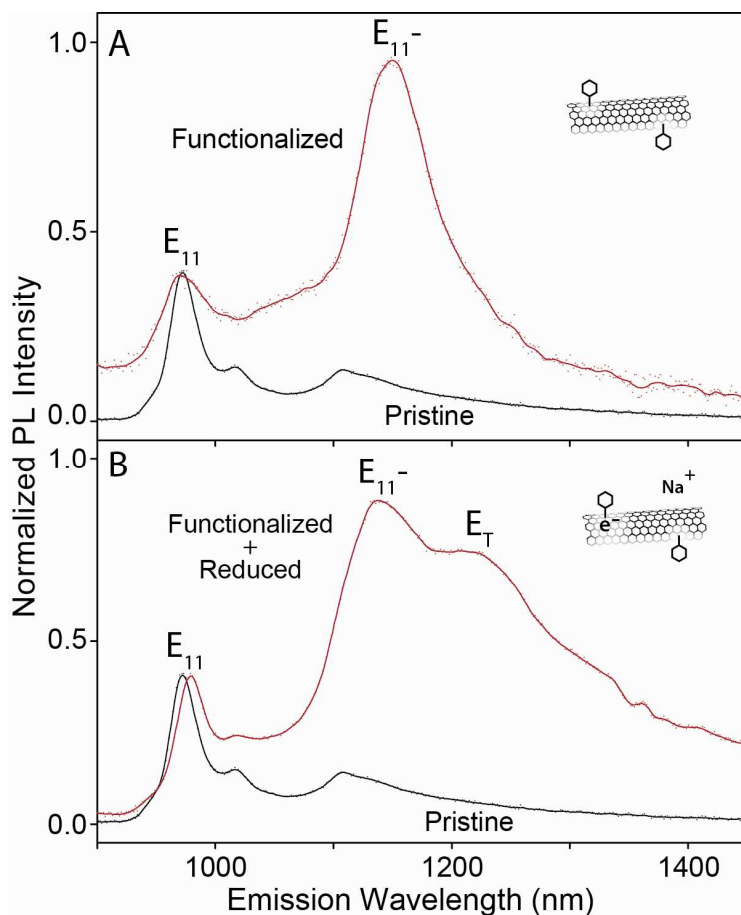 A
E₁₁⁻
Functionalized
E₁₁
Pristine
1.0
0.5
0.0
B
E₁₁⁻
E_T
Functionalized
+
Reduced
E₁₁
Pristine
Na⁺
e⁻
1.0
0.5
0.0
Normalized PL Intensity
1000
1200
1400
Emission Wavelength (nm)